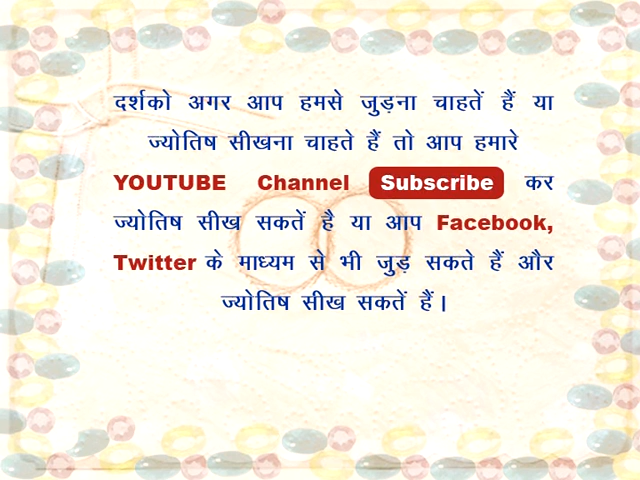 दर्शको अगर आप हमसे जुड़ना चाहतें हैं या
ज्योतिष सीखना चाहते हैं तो आप हमारे
YOUTUBE Channel Subscribe कर
ज्योतिष सीख सकतें है या आप Facebook,
Twitter के माध्यम से भी जुड़ सकते हैं और
ज्योतिष सीख सकतें हैं।